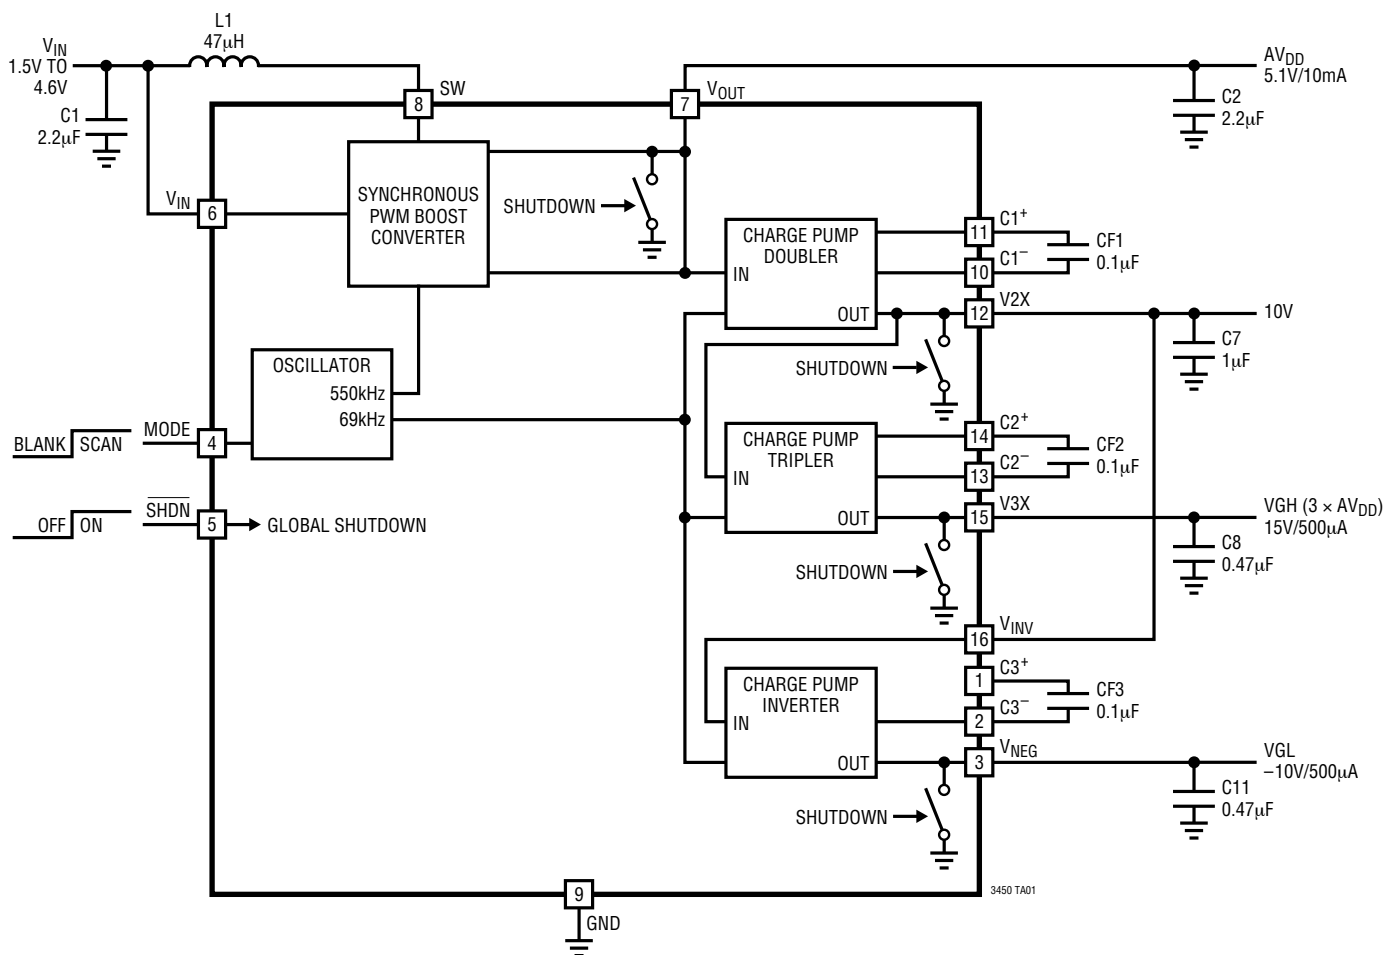 L1
47µH
VIN
1.5V TO
4.6V
C1
2.2µF
SW
8
7
VOUT
AVDD
5.1V/10mA
C2
2.2µF
VIN
6
SYNCHRONOUS
PWM BOOST
CONVERTER
SHUTDOWN
CHARGE PUMP
DOUBLER
IN
OUT
11
C1+
10
C1–
CF1
0.1µF
12
V2X
10V
C7
1µF
SHUTDOWN
OSCILLATOR
550kHz
69kHz
BLANK
SCAN
MODE
4
OFF
ON
SHDN
5
GLOBAL SHUTDOWN
CHARGE PUMP
TRIPLER
IN
OUT
14
C2+
13
C2–
CF2
0.1µF
15
V3X
VGH (3 × AVDD)
15V/500µA
C8
0.47µF
SHUTDOWN
16
VINV
CHARGE PUMP
INVERTER
IN
OUT
1
C3+
2
C3–
CF3
0.1µF
3
VNEG
VGL
–10V/500µA
C11
0.47µF
SHUTDOWN
9
GND
3450 TA01